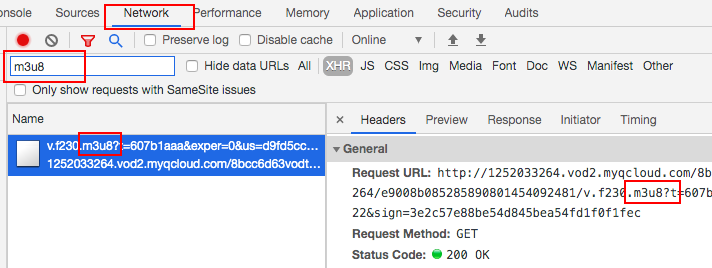 onsole Sources Network Performance Memory Application Security Audits
Preserve log Disable cache Online
m3u8 Hide data URLs All XHR JS CSS Img Media Font Doc WS Manifest Other
Only show requests with SameSite issues
Name
v.f230.m3u8?t=607b1aaa&exper=0&us=d9fd5cc...
1252033264.vod2.myqcloud.com/8bcc6d63vodt...
Headers Preview Response Initiator Timing
General
Request URL: http://1252033264.vod2.myqcloud.com/8b
264/e9008b085285890801454092481/v.f230.m3u8?t=607b
22&sign=3e2c57e88be54d845bea54fd1f0f1fec
Request Method: GET
Status Code: 200 OK